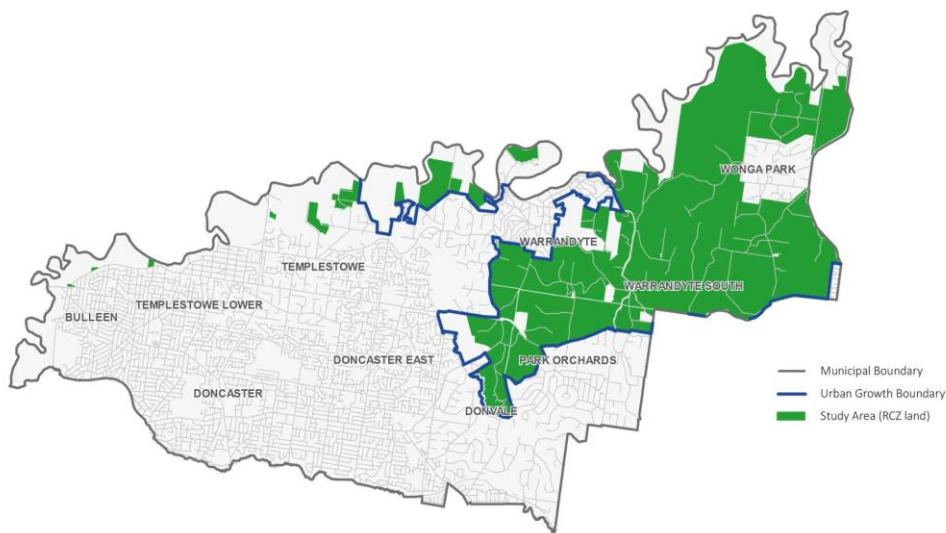 WONGA PARK
WARRANDYTE
TEMPLESTOWE
WARRANDYTE SOUTH
TEMPLESTOWE LOWER
BULLEEN
DONCASTER EAST
PARK ORCHARDS
DONCASTER
DONVALE
Municipal Boundary
Urban Growth Boundary
Study Area (RCZ land)